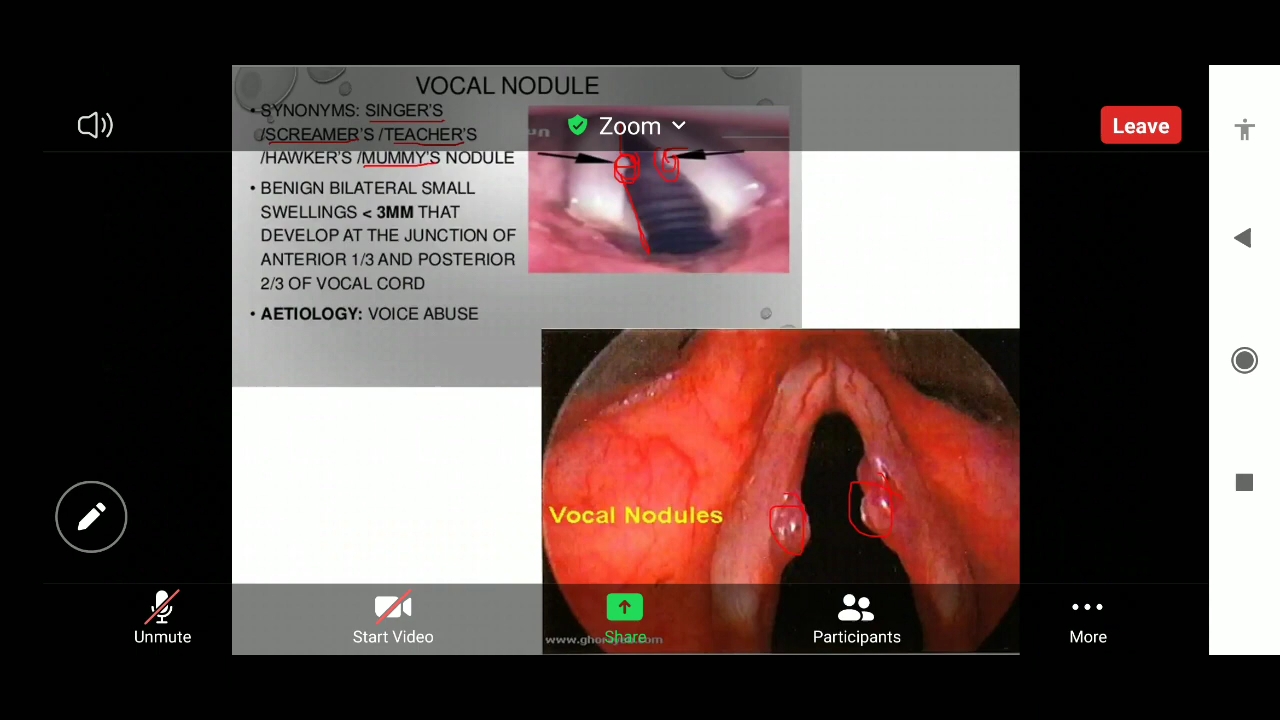 VOCAL NODULE
• SYNONYMS: SINGER'S
/SCREAMER'S /TEACHER'S
/HAWKER'S /MUMMY'S NODULE
• BENIGN BILATERAL SMALL
SWELLINGS < 3MM THAT
DEVELOP AT THE JUNCTION OF
ANTERIOR 1/3 AND POSTERIOR
2/3 OF VOCAL CORD
• AETIOLOGY: VOICE ABUSE
Zoom
Leave
Vocal Nodules
Unmute
Start Video
Share
Participants
More